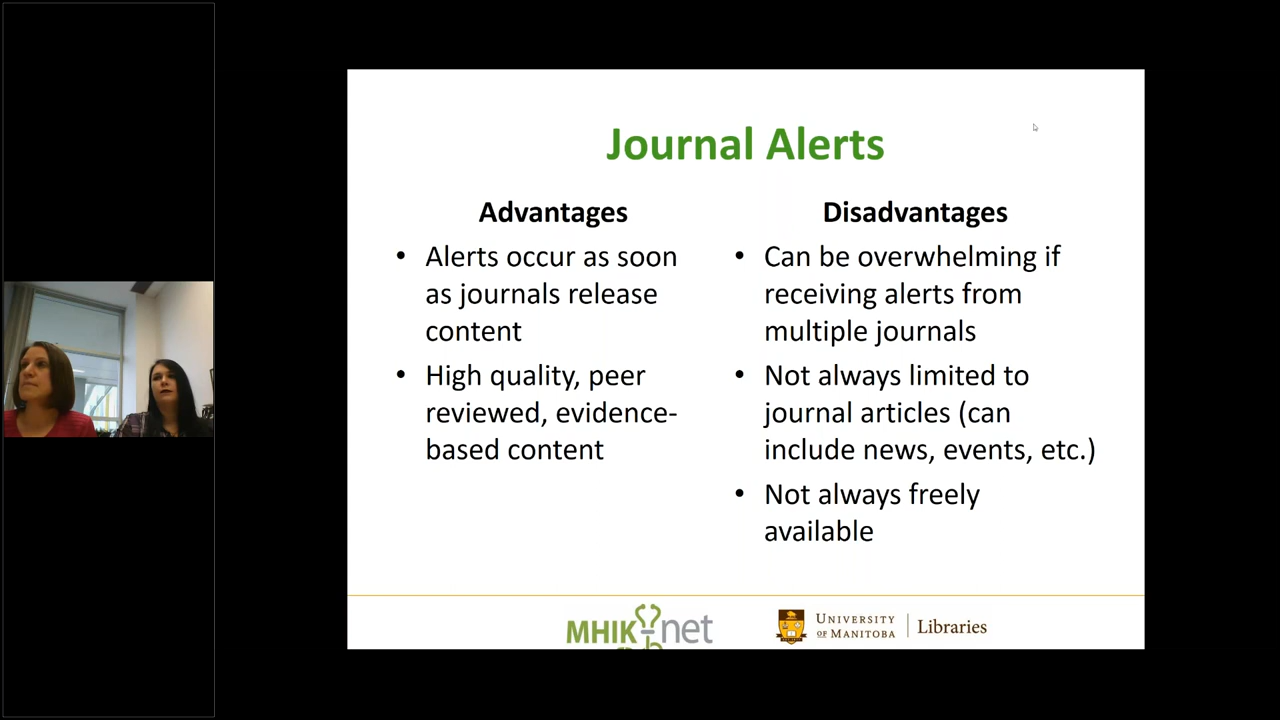 Journal Alerts
Advantages
• Alerts occur as soon
as journals release
content
• High quality, peer
reviewed, evidence-
based content
Disadvantages
• Can be overwhelming if
receiving alerts from
multiple journals
• Not always limited to
journal articles (can
include news, events, etc.)
• Not always freely
available
MHIKnet
UNIVERSITY
OF MANITOBA
Libraries